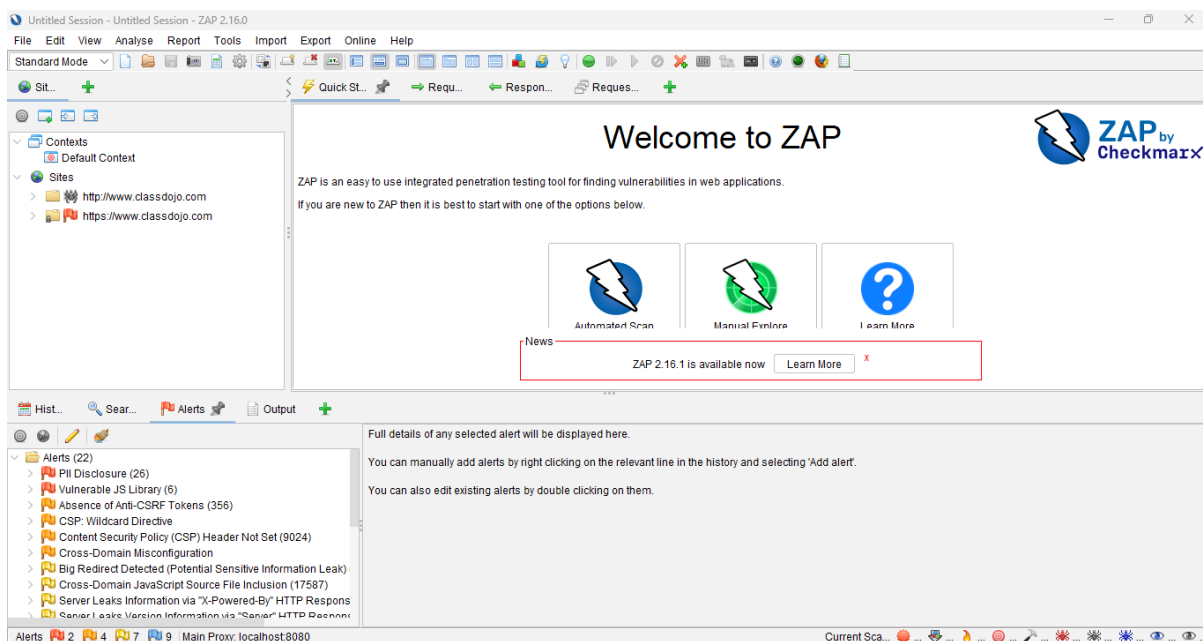 Untitled Session - Untitled Session - ZAP 2.16.0
File Edit View Analyse Report Tools Import Export Online Help
Standard Mode
Sit...
Quick St... Requ... Respon... Reques...
Contexts
Default Context
Sites
http://www.classdojo.com
https://www.classdojo.com
Welcome to ZAP
ZAP by
Checkmarx
ZAP is an easy to use integrated penetration testing tool for finding vulnerabilities in web applications.
If you are new to ZAP then it is best to start with one of the options below.
Automated Scan Manual Explore Learn More
News
ZAP 2.16.1 is available now Learn More X
Hist... Sear... Alerts Output
Alerts (22)
PII Disclosure (26)
Vulnerable JS Library (6)
Absence of Anti-CSRF Tokens (356)
CSP: Wildcard Directive
Content Security Policy (CSP) Header Not Set (9024)
Cross-Domain Misconfiguration
Big Redirect Detected (Potential Sensitive Information Leak)
Cross-Domain JavaScript Source File Inclusion (17587)
Server Leaks Information via "X-Powered-By" HTTP Respons
Server Leaks Version Information via "Server" HTTP Respons
Full details of any selected alert will be displayed here.
You can manually add alerts by right clicking on the relevant line in the history and selecting 'Add alert'.
You can also edit existing alerts by double clicking on them.
Alerts 2 4 7 9 Main Proxy: localhost:8080
Current Sca... ... ... ... ... ... ... ... ... ...